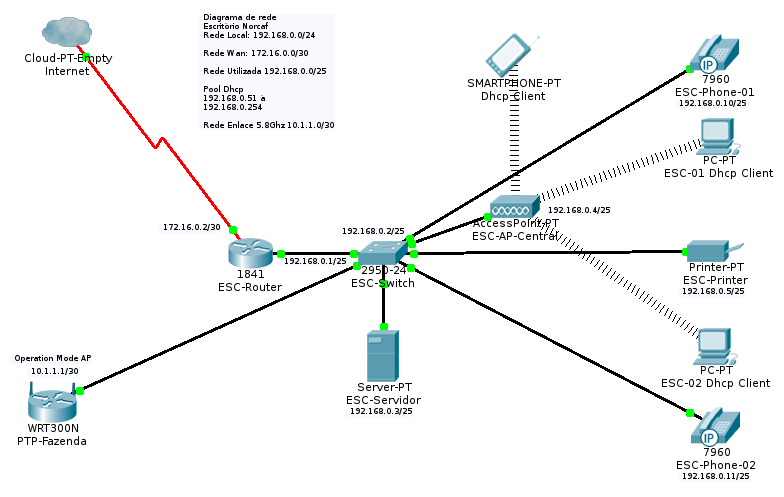 Diagrama de rede
Escritório Norcaf
Rede Local: 192.168.0.0/24
Rede Wan: 172.16.0.0/30
Rede Utilizada 192.168.0.0/25
Pool Dhcp
192.168.0.51 à
192.168.0.254
Rede Enlace 5.8Ghz 10.1.1.0/30
Cloud-PT-Empty
Internet
SMARTPHONE-PT
Dhcp Client
IP
7960
ESC-Phone-01
192.168.0.10/25
PC-PT
ESC-01 Dhcp Client
192.168.0.4/25
AccessPoint-PT
ESC-AP-Central
172.16.0.2/30
192.168.0.2/25
192.168.0.1/25
1841
ESC-Router
2950-24
ESC-Switch
Printer-PT
ESC-Printer
192.168.0.5/25
Operation Mode AP
10.1.1.1/30
WRT300N
PTP-Fazenda
Server-PT
ESC-Servidor
192.168.0.3/25
PC-PT
ESC-02 Dhcp Client
IP
7960
ESC-Phone-02
192.168.0.11/25